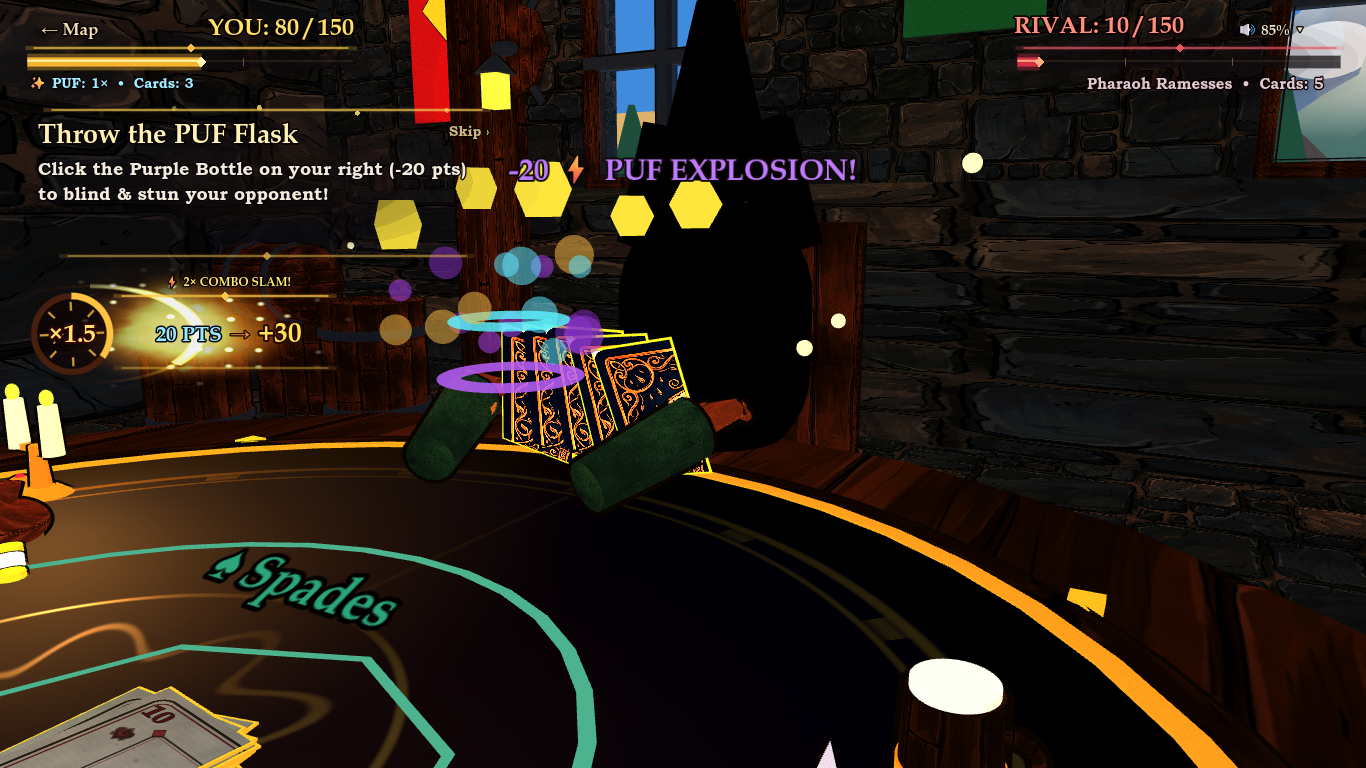 ← Map
YOU: 80/150
PUF: 1× • Cards: 3
Throw the PUF Flask
Skip ›
Click the Purple Bottle on your right (-20 pts)
to blind & stun your opponent!
-20 ⚡ PUF EXPLOSION!
⚡ 2× COMBO SLAM!
×1.5
20 PTS → +30
RIVAL: 10/150
85% ▾
Pharaoh Ramesses • Cards: 5
♠ Spades
10